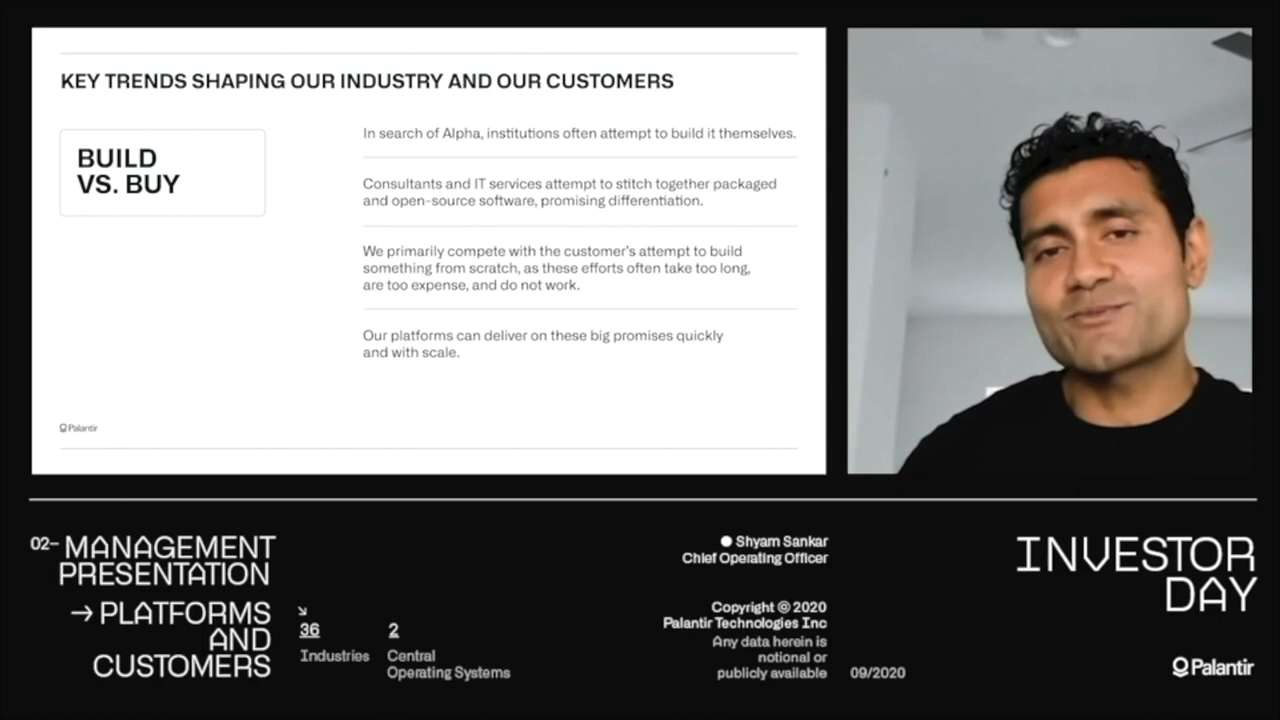 KEY TRENDS SHAPING OUR INDUSTRY AND OUR CUSTOMERS
BUILD
VS. BUY
In search of Alpha, institutions often attempt to build it themselves.
Consultants and IT services attempt to stitch together packaged
and open-source software, promising differentiation.
We primarily compete with the customer's attempt to build
something from scratch, as these efforts often take too long,
are too expense, and do not work.
Our platforms can deliver on these big promises quickly
and with scale.
Palantir
02– MANAGEMENT
PRESENTATION
→ PLATFORMS
AND
CUSTOMERS
↘
36
Industries
2
Central
Operating Systems
● Shyam Sankar
Chief Operating Officer
Copyright © 2020
Palantir Technologies Inc
Any data herein is
notional or
publicly available
09/2020
INVESTOR
DAY
Palantir